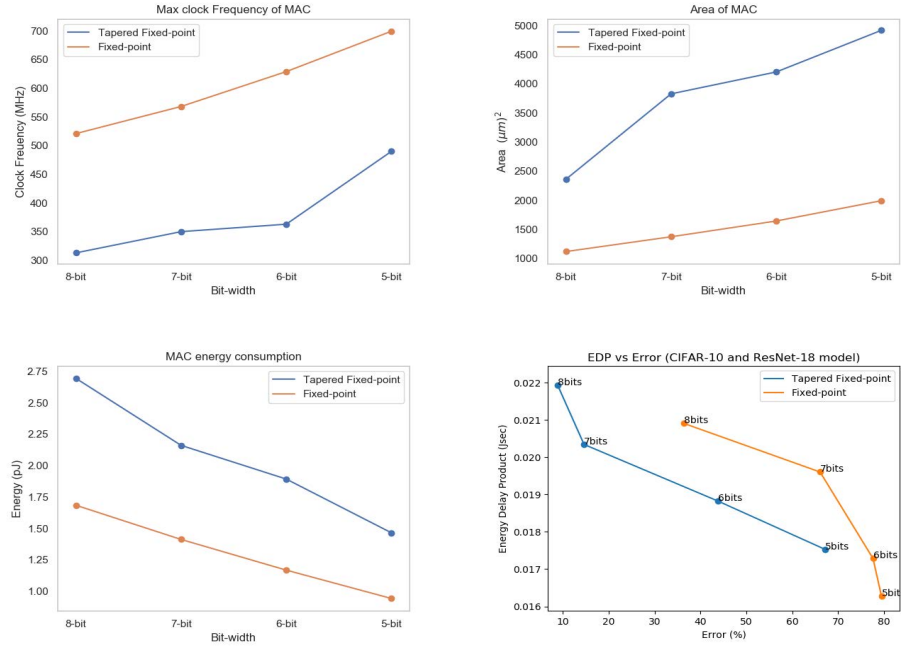 Max clock Frequency of MAC
Tapered Fixed-point
Fixed-point
700
650
600
550
500
450
400
350
300
Clock Freuency (MHz)
8-bit 7-bit 6-bit 5-bit
Bit-width
Area of MAC
Tapered Fixed-point
Fixed-point
5000
4500
4000
3500
3000
2500
2000
1500
1000
Area (μm)²
8-bit 7-bit 6-bit 5-bit
Bit-width
MAC energy consumption
Tapered Fixed-point
Fixed-point
2.75
2.50
2.25
2.00
1.75
1.50
1.25
1.00
Energy (pJ)
8-bit 7-bit 6-bit 5-bit
Bit-width
EDP vs Error (CIFAR-10 and ResNet-18 model)
Tapered Fixed-point
Fixed-point
0.022
0.021
0.020
0.019
0.018
0.017
0.016
Energy Delay Product (Jsec)
8bits
7bits
6bits
5bits
8bits
7bits
6bits
5bit
10 20 30 40 50 60 70 80
Error (%)